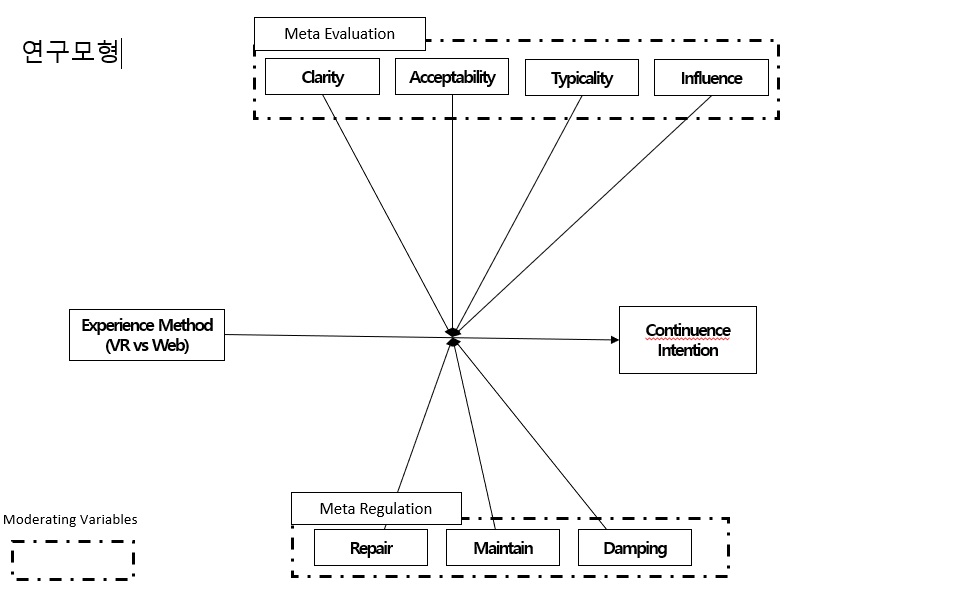 연구모형
Meta Evaluation
Clarity
Acceptability
Typicality
Influence
Experience Method
(VR vs Web)
Continuence
Intention
Meta Regulation
Moderating Variables
Repair
Maintain
Damping